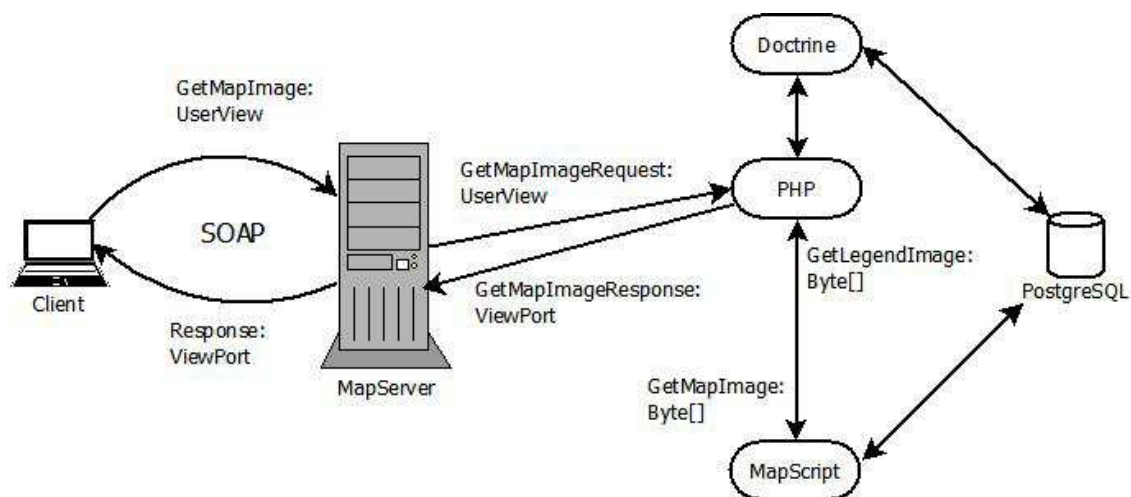 Doctrine
GetMapImage:
UserView
GetMapImageRequest:
UserView
PHP
SOAP
GetLegendImage:
Byte[]
GetMapImageResponse:
ViewPort
PostgreSQL
Client
Response:
ViewPort
MapServer
GetMapImage:
Byte[]
MapScript